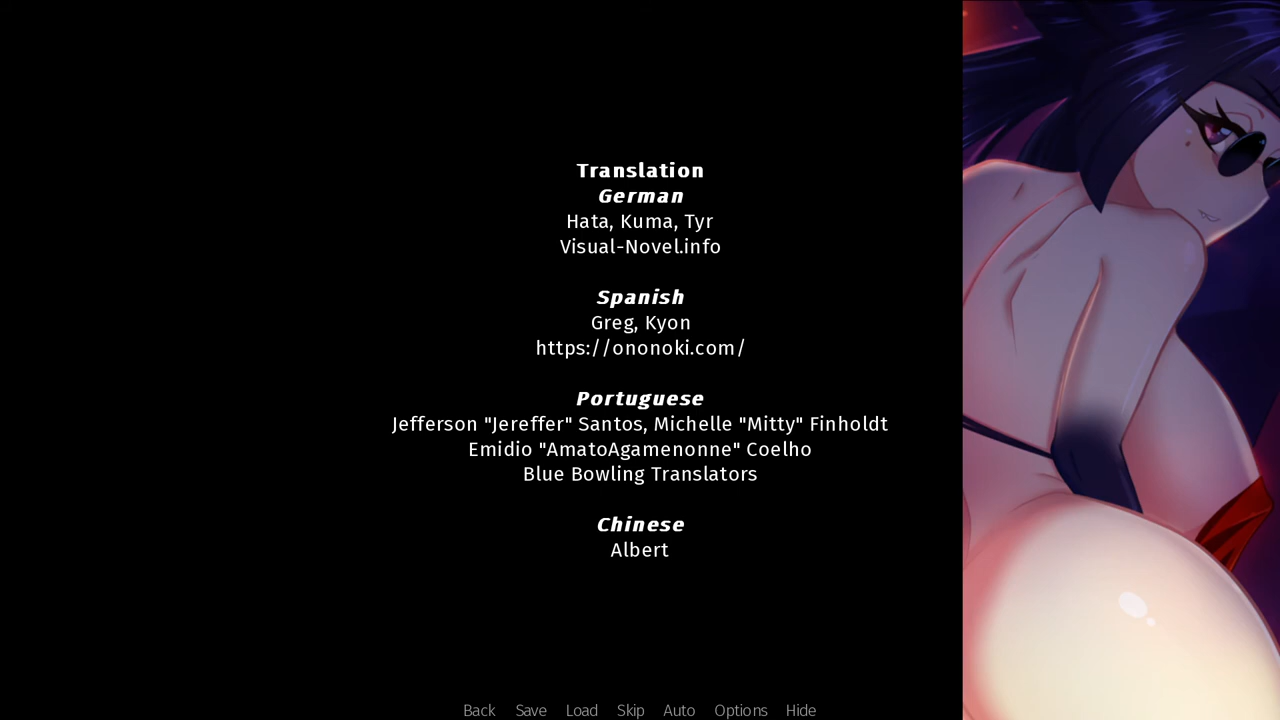 Translation
German
Hata, Kuma, Tyr
Visual-Novel.info
Spanish
Greg, Kyon
https://ononoki.com/
Portuguese
Jefferson "Jereffer" Santos, Michelle "Mitty" Finholdt
Emidio "AmatoAgamenonne" Coelho
Blue Bowling Translators
Chinese
Albert
Back Save Load Skip Auto Options Hide